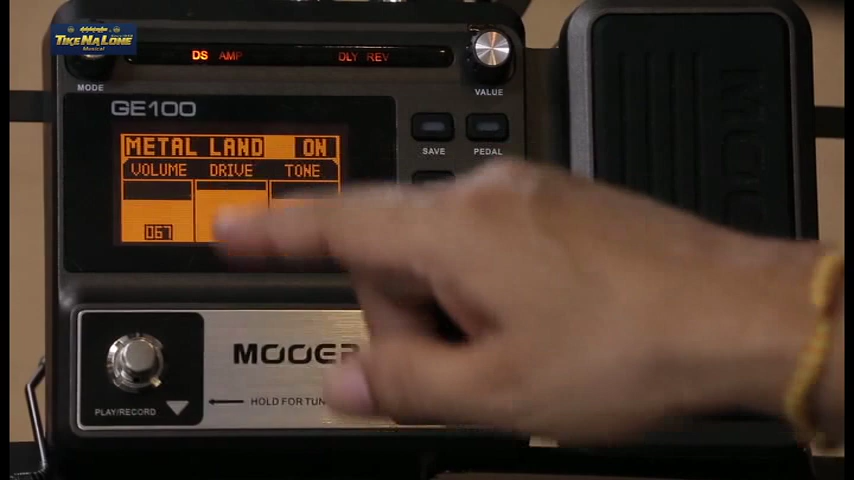 TIKENALONE
Musical
DS AMP DLY REV
MODE
VALUE
GE100
METAL LAND ON
VOLUME DRIVE TONE
067
SAVE PEDAL
MOOER
PLAY/RECORD
HOLD FOR TUN